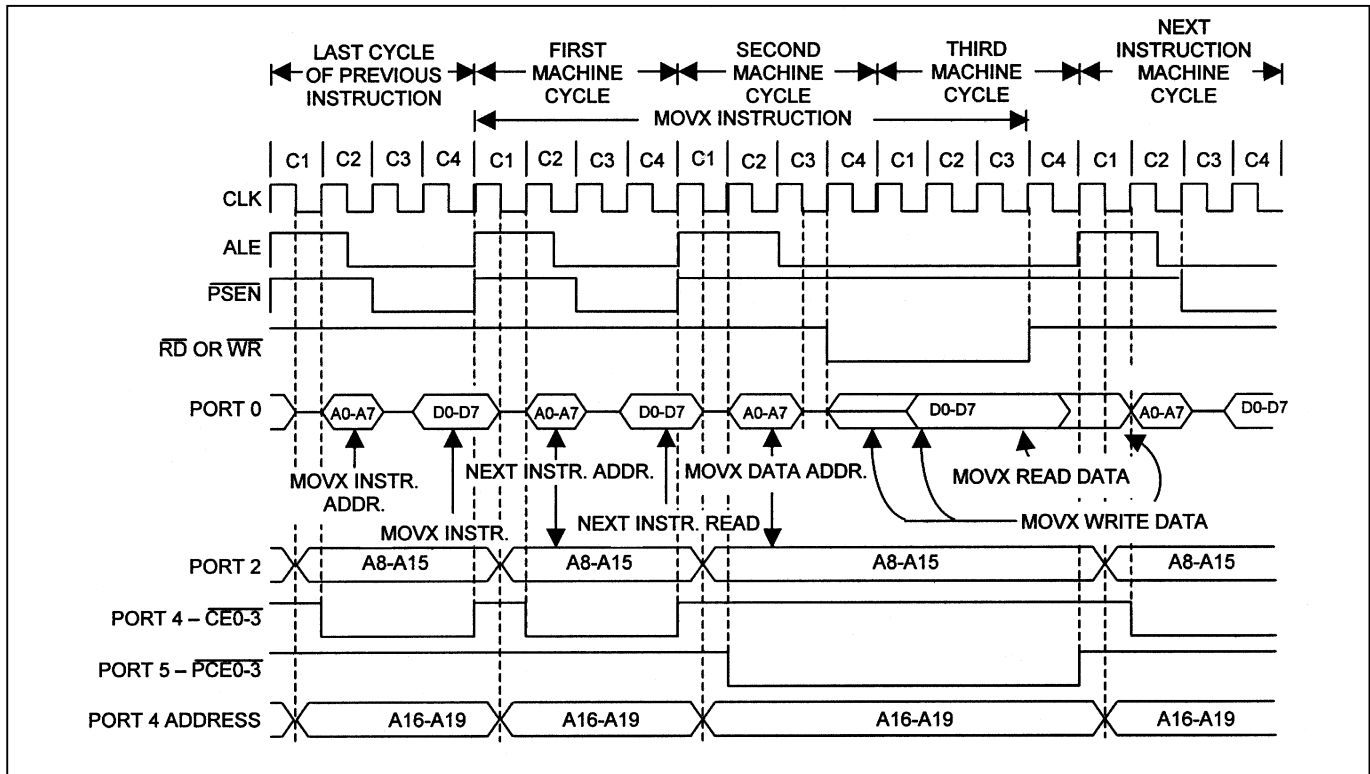 LAST CYCLE
OF PREVIOUS
INSTRUCTION
FIRST
MACHINE
CYCLE
SECOND
MACHINE
CYCLE
THIRD
MACHINE
CYCLE
NEXT
INSTRUCTION
MACHINE
CYCLE
MOVX INSTRUCTION
C1 C2 C3 C4 C1 C2 C3 C4 C1 C2 C3 C4 C1 C2 C3 C4 C1 C2 C3 C4
CLK
ALE
PSEN
RD OR WR
PORT 0 A0-A7 D0-D7 A0-A7 D0-D7 A0-A7 D0-D7 A0-A7 D0-D7
MOVX INSTR.
ADDR.
MOVX INSTR.
NEXT INSTR. ADDR.
NEXT INSTR. READ
MOVX DATA ADDR.
MOVX READ DATA
MOVX WRITE DATA
PORT 2 A8-A15 A8-A15 A8-A15 A8-A15
PORT 4 – CE0-3
PORT 5 – PCE0-3
PORT 4 ADDRESS A16-A19 A16-A19 A16-A19 A16-A19